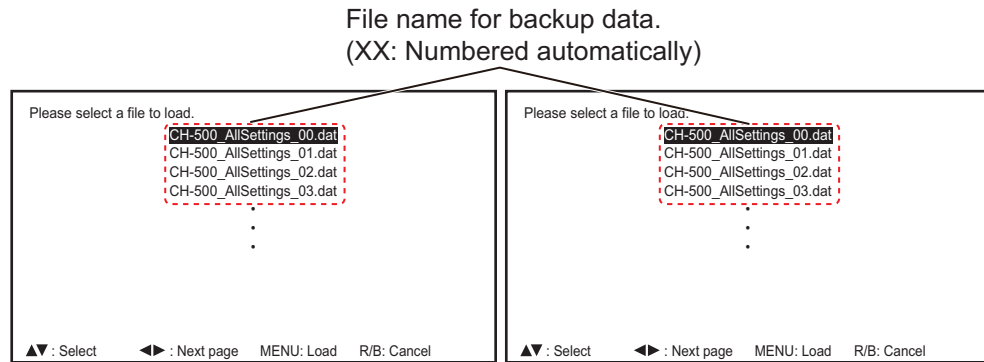 File name for backup data.
(XX: Numbered automatically)
Please select a file to load.
CH-500_AllSettings_00.dat
CH-500_AllSettings_01.dat
CH-500_AllSettings_02.dat
CH-500_AllSettings_03.dat
▲▼ : Select ◀▶ : Next page MENU: Load R/B: Cancel
Please select a file to load.
CH-500_AllSettings_00.dat
CH-500_AllSettings_01.dat
CH-500_AllSettings_02.dat
CH-500_AllSettings_03.dat
▲▼ : Select ◀▶ : Next page MENU: Load R/B: Cancel